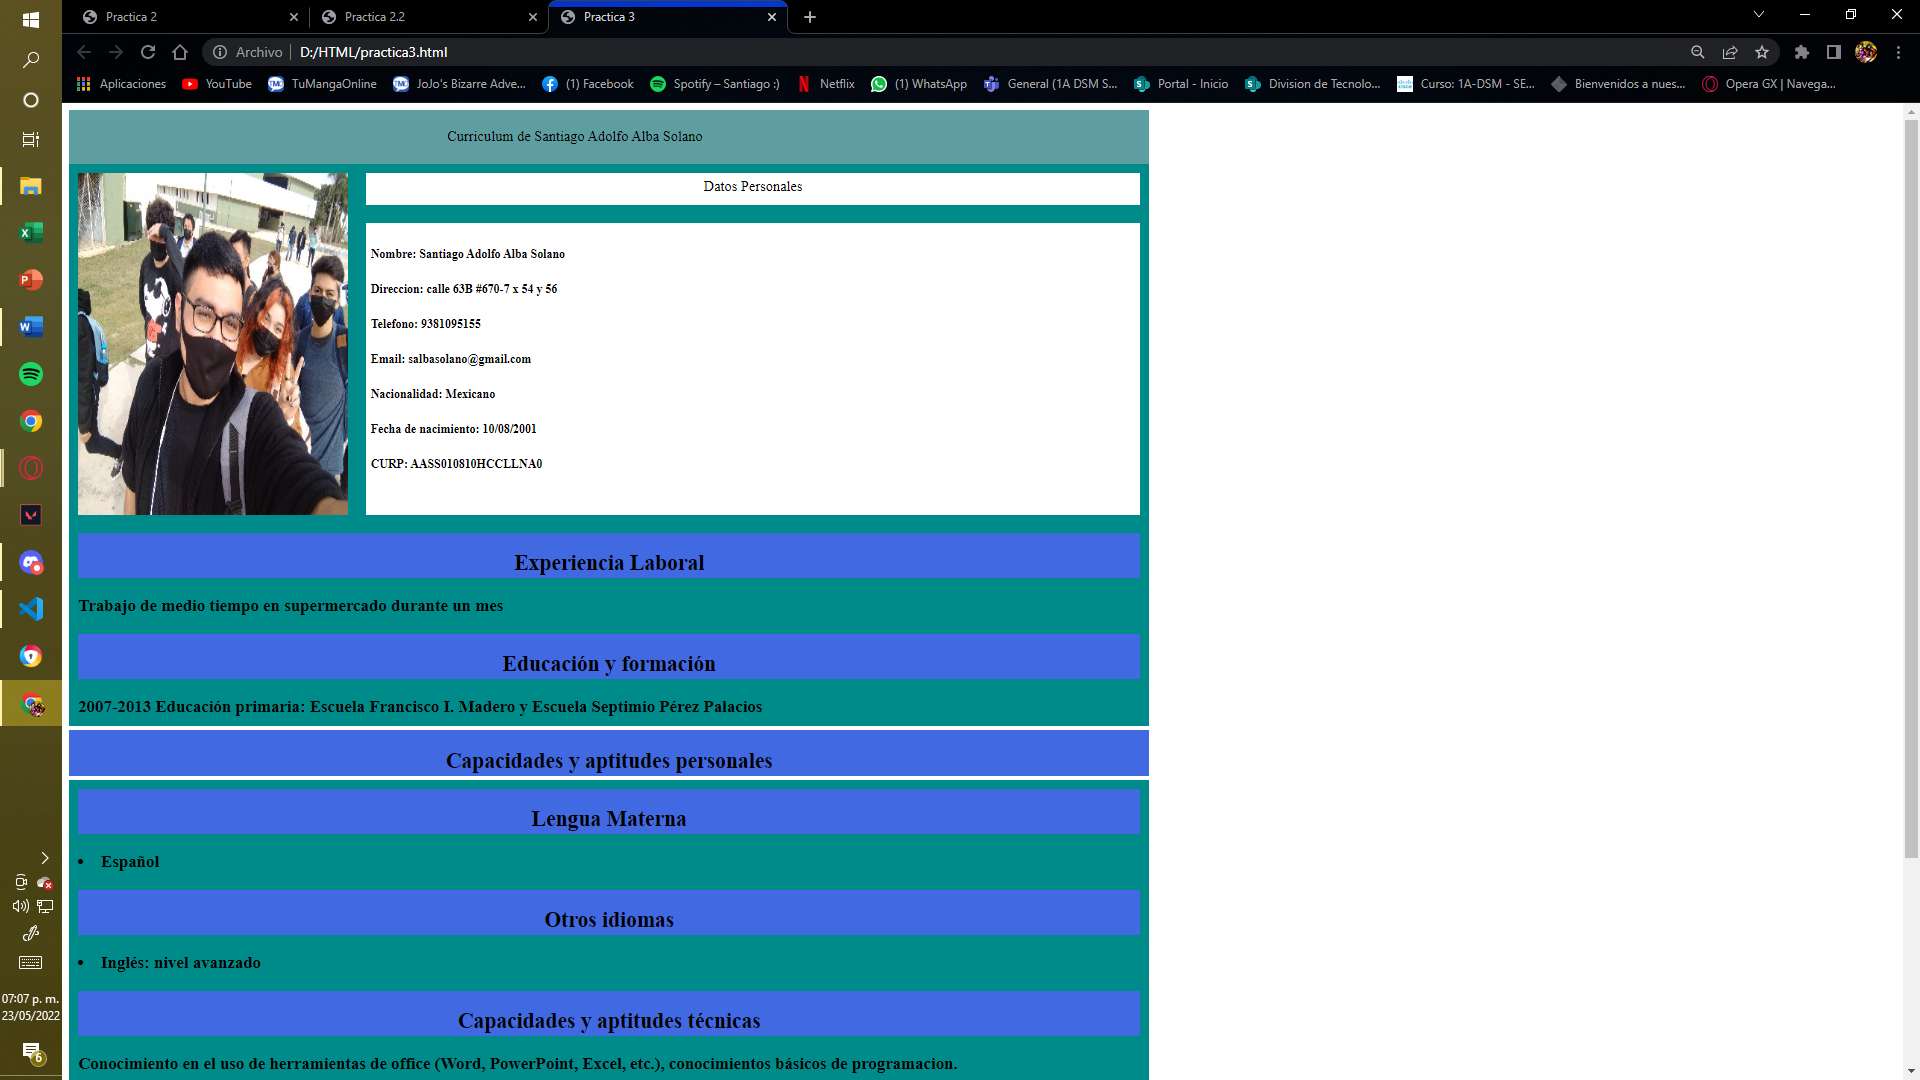 Practica 2
Practica 2.2
Practica 3
Archivo
D:/HTML/practica3.html
Aplicaciones
YouTube
TuMangaOnline
JoJo's Bizarre Adve...
(1) Facebook
Spotify – Santiago :)
Netflix
(1) WhatsApp
General (1A DSM S...
Portal - Inicio
Division de Tecnolo...
Curso: 1A-DSM - SE...
Bienvenidos a nues...
Opera GX | Navega...
Curriculum de Santiago Adolfo Alba Solano
Datos Personales
Nombre: Santiago Adolfo Alba Solano
Direccion: calle 63B #670-7 x 54 y 56
Telefono: 9381095155
Email: salbasolano@gmail.com
Nacionalidad: Mexicano
Fecha de nacimiento: 10/08/2001
CURP: AASS010810HCCLLNA0
Experiencia Laboral
Trabajo de medio tiempo en supermercado durante un mes
Educación y formación
2007-2013 Educación primaria: Escuela Francisco I. Madero y Escuela Septimio Pérez Palacios
Capacidades y aptitudes personales
Lengua Materna
• Español
Otros idiomas
• Inglés: nivel avanzado
Capacidades y aptitudes técnicas
Conocimiento en el uso de herramientas de office (Word, PowerPoint, Excel, etc.), conocimientos básicos de programacion.
07:07 p. m.
23/05/2022
6